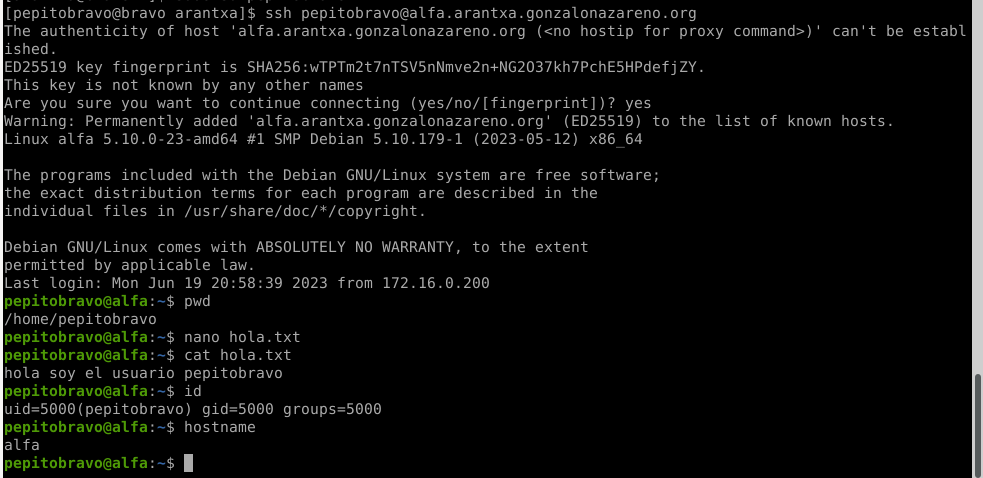 [pepitobravo@bravo arantxa]$ ssh pepitobravo@alfa.arantxa.gonzalonazareno.org
The authenticity of host 'alfa.arantxa.gonzalonazareno.org (<no hostip for proxy command>)' can't be establ
ished.
ED25519 key fingerprint is SHA256:wTPTm2t7nTSV5nNmve2n+NG2O37kh7PchE5HPdefjZY.
This key is not known by any other names
Are you sure you want to continue connecting (yes/no/[fingerprint])? yes
Warning: Permanently added 'alfa.arantxa.gonzalonazareno.org' (ED25519) to the list of known hosts.
Linux alfa 5.10.0-23-amd64 #1 SMP Debian 5.10.179-1 (2023-05-12) x86_64
The programs included with the Debian GNU/Linux system are free software;
the exact distribution terms for each program are described in the
individual files in /usr/share/doc/*/copyright.
Debian GNU/Linux comes with ABSOLUTELY NO WARRANTY, to the extent
permitted by applicable law.
Last login: Mon Jun 19 20:58:39 2023 from 172.16.0.200
pepitobravo@alfa:~$ pwd
/home/pepitobravo
pepitobravo@alfa:~$ nano hola.txt
pepitobravo@alfa:~$ cat hola.txt
hola soy el usuario pepitobravo
pepitobravo@alfa:~$ id
uid=5000(pepitobravo) gid=5000 groups=5000
pepitobravo@alfa:~$ hostname
alfa
pepitobravo@alfa:~$